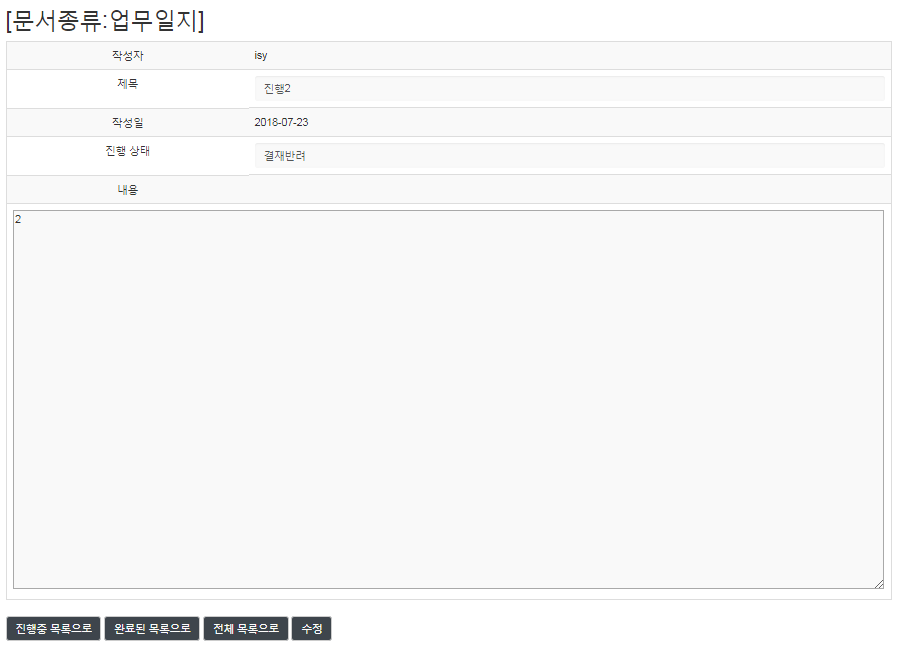 [문서종류:업무일지]
작성자 isy
제목 진행2
작성일 2018-07-23
진행 상태 결재반려
내용
2
진행중 목록으로 완료된 목록으로 전체 목록으로 수정